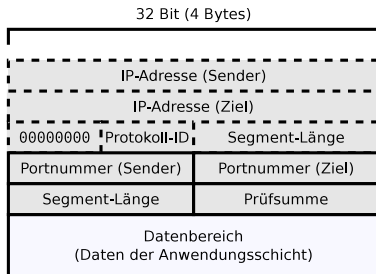 32 Bit (4 Bytes)
IP-Adresse (Sender)
IP-Adresse (Ziel)
00000000 Protokoll-ID Segment-Länge
Portnummer (Sender) Portnummer (Ziel)
Segment-Länge Prüfsumme
Datenbereich
(Daten der Anwendungsschicht)